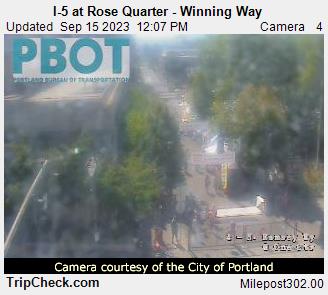 I-5 at Rose Quarter - Winning Way
Updated Sep 15 2023 12:07 PM Camera 4
PBOT
PORTLAND BUREAU OF TRANSPORTATION
Camera courtesy of the City of Portland
TripCheck.com Milepost302.00